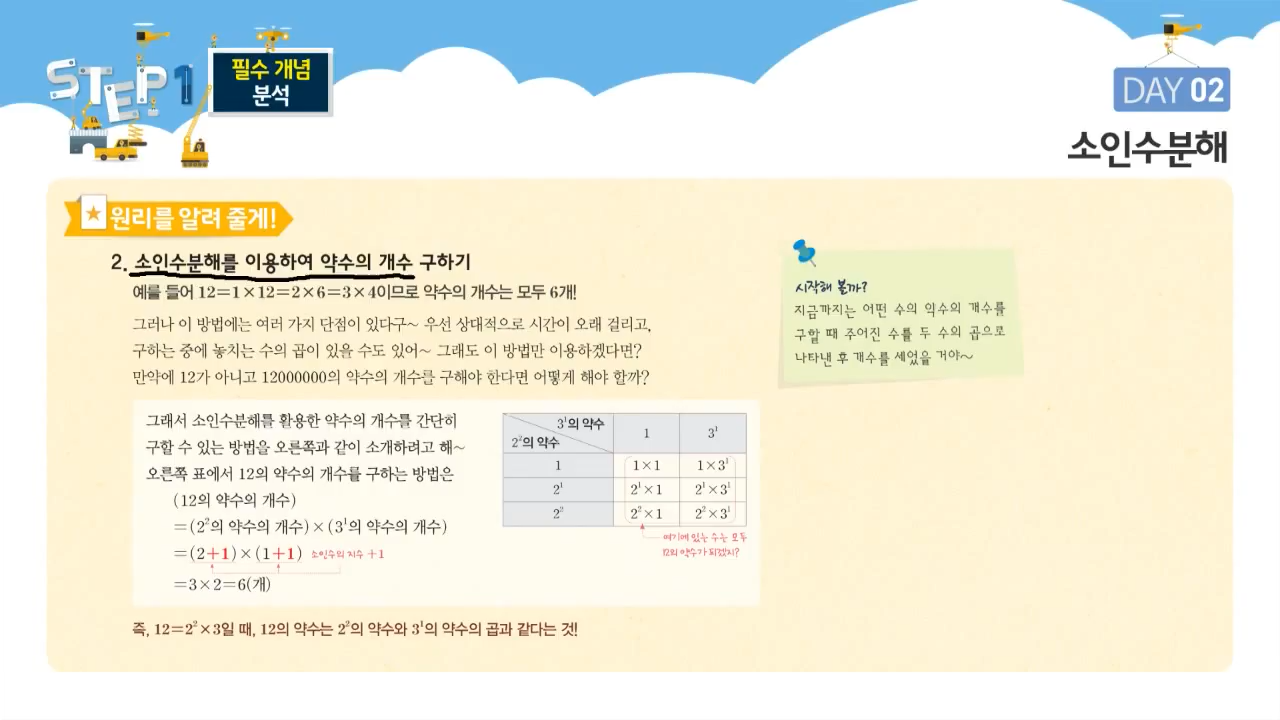 STEP 1
필수 개념
분석
DAY 02
소인수분해
원리를 알려 줄게!
2. 소인수분해를 이용하여 약수의 개수 구하기
예를 들어 12=1×12=2×6=3×4이므로 약수의 개수는 모두 6개!
그러나 이 방법에는 여러 가지 단점이 있다구~ 우선 상대적으로 시간이 오래 걸리고,
구하는 중에 놓치는 수의 곱이 있을 수도 있어~ 그래도 이 방법만 이용하겠다면?
만약에 12가 아니고 12000000의 약수의 개수를 구해야 한다면 어떻게 해야 할까?
시작해 볼까?
지금까지는 어떤 수의 약수의 개수를
구할 때 주어진 수를 두 수의 곱으로
나타낸 후 개수를 세었을 거야~
그래서 소인수분해를 활용한 약수의 개수를 간단히
구할 수 있는 방법을 오른쪽과 같이 소개하려고 해~
오른쪽 표에서 12의 약수의 개수를 구하는 방법은
(12의 약수의 개수)
=(2²의 약수의 개수)×(3¹의 약수의 개수)
=(2+1)×(1+1) 소인수의 지수 +1
=3×2=6(개)
3¹의 약수
2²의 약수
1 3¹
1 1×1 1×3¹
2¹ 2¹×1 2¹×3¹
2² 2²×1 2²×3¹
여기에 있는 수는 모두
12의 약수가 되겠지?
즉, 12=2²×3일 때, 12의 약수는 2²의 약수와 3¹의 약수의 곱과 같다는 것!